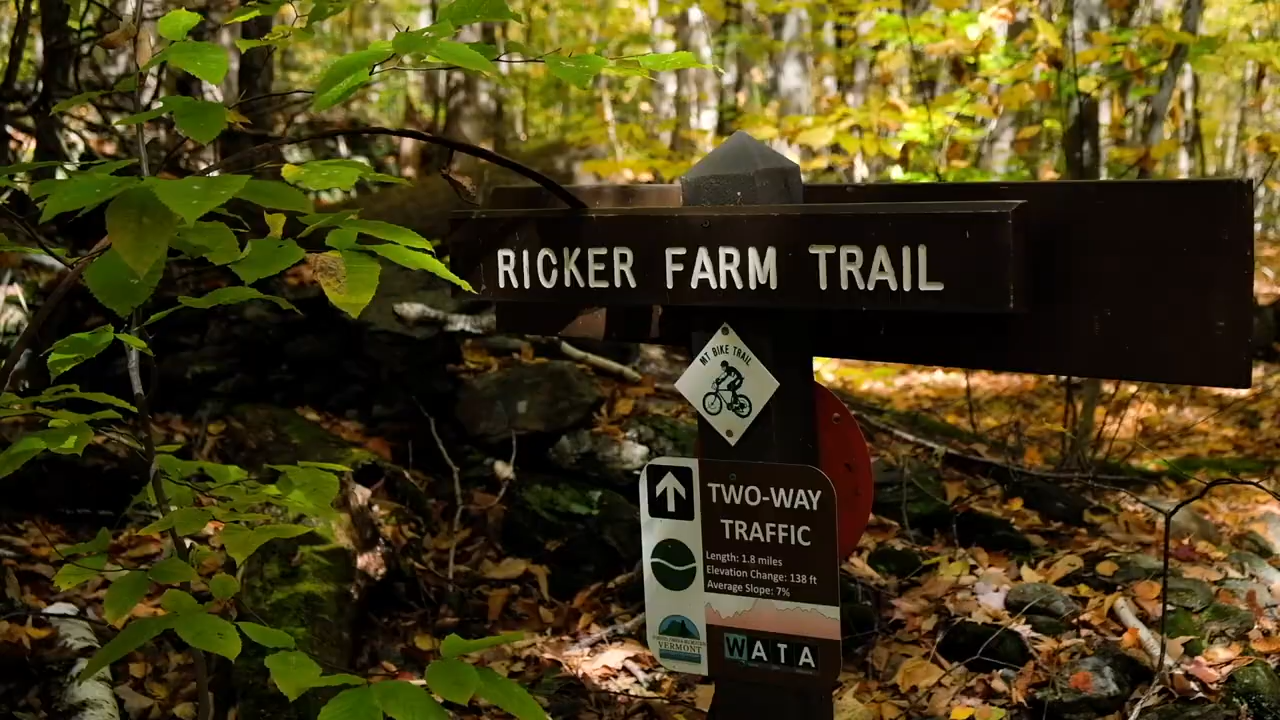 RICKER FARM TRAIL
MT BIKE TRAIL
TWO-WAY
TRAFFIC
Length: 1.8 miles
Elevation Change: 138 ft
Average Slope: 7%
VERMONT
WATA